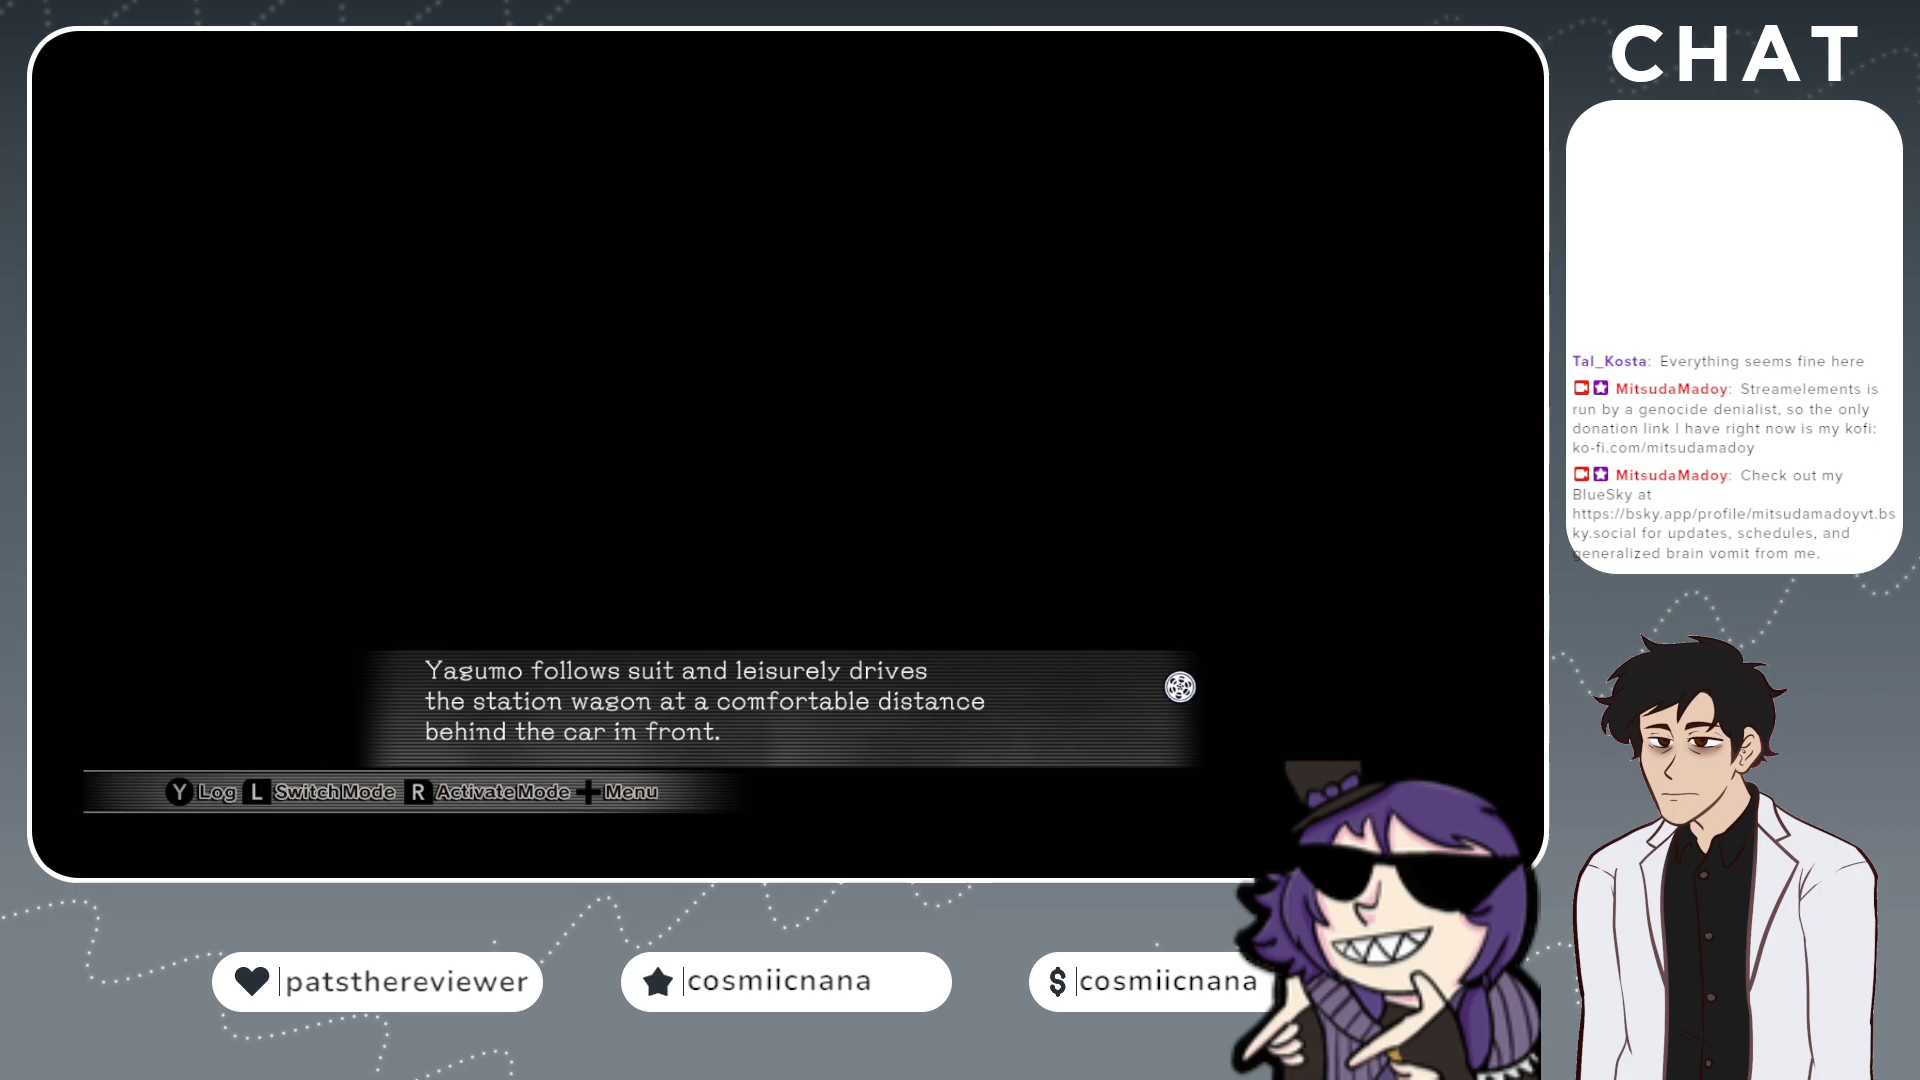 CHAT
Tal_Kosta: Everything seems fine here
MitsudaMadoy: Streamelements is
run by a genocide denialist, so the only
donation link I have right now is my kofi:
ko-fi.com/mitsudamadoy
MitsudaMadoy: Check out my
BlueSky at
https://bsky.app/profile/mitsudamadoyvt.bs
ky.social for updates, schedules, and
generalized brain vomit from me.
Yagumo follows suit and leisurely drives
the station wagon at a comfortable distance
behind the car in front.
Y Log L SwitchMode R ActivateMode + Menu
patsthereviewer
cosmiicnana
$ cosmiicnana